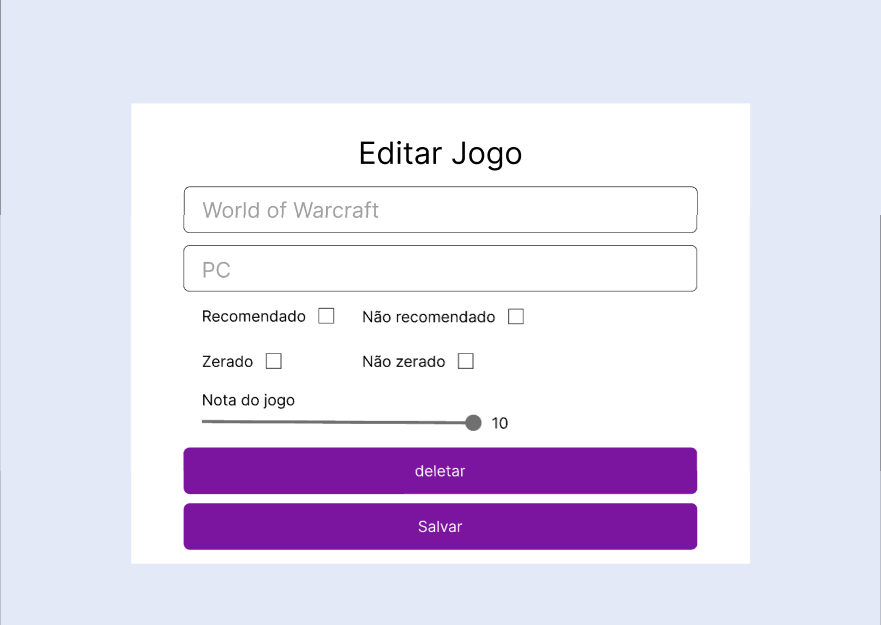 Editar Jogo
World of Warcraft
PC
Recomendado Não recomendado
Zerado Não zerado
Nota do jogo
10
deletar
Salvar